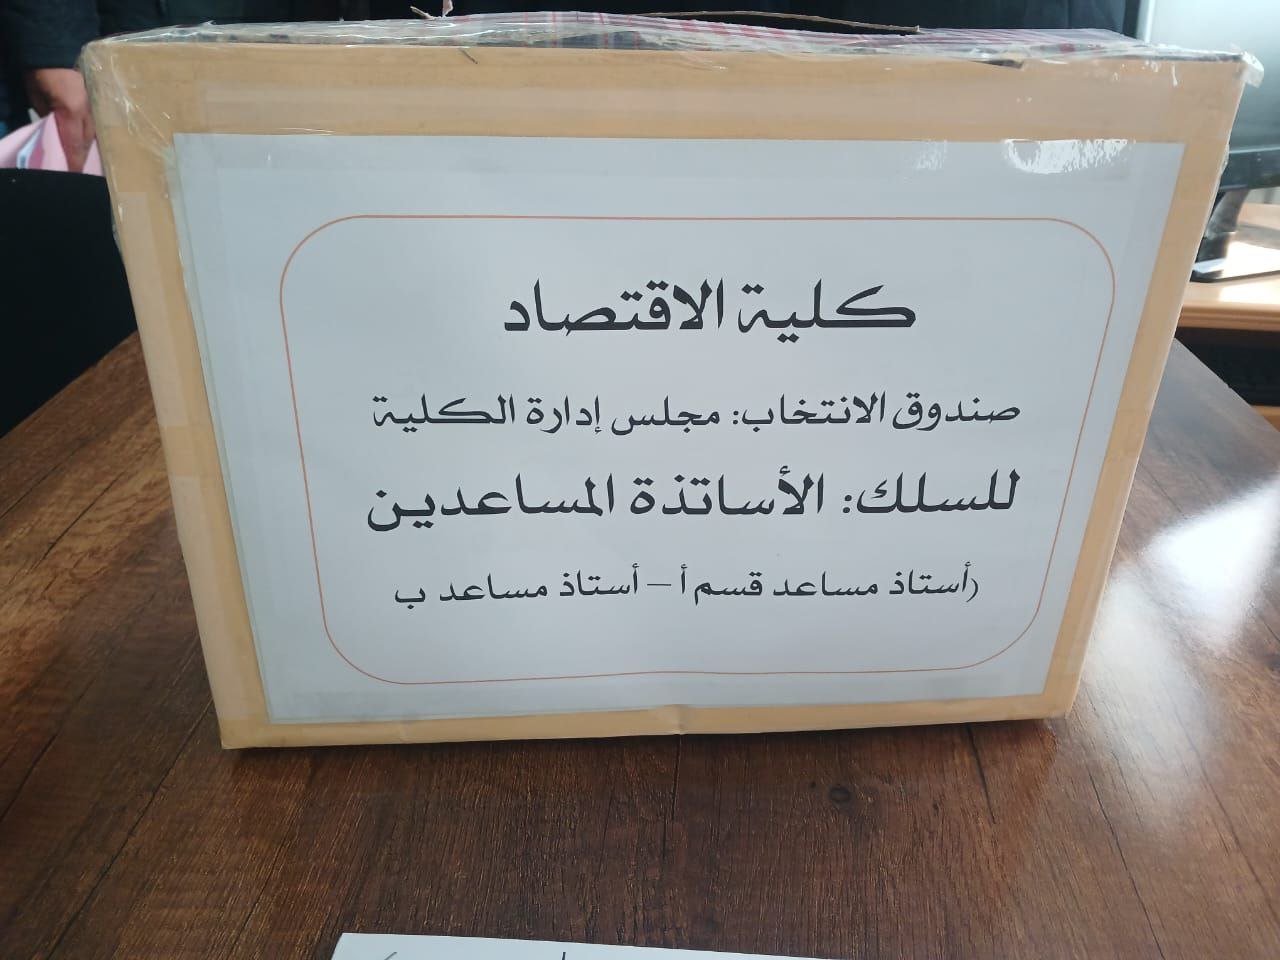 كلية الاقتصاد
صندوق الانتخاب: مجلس إدارة الكلية
للسلك: الأساتذة المساعدين
(أستاذ مساعد قسم أ – أستاذ مساعد ب